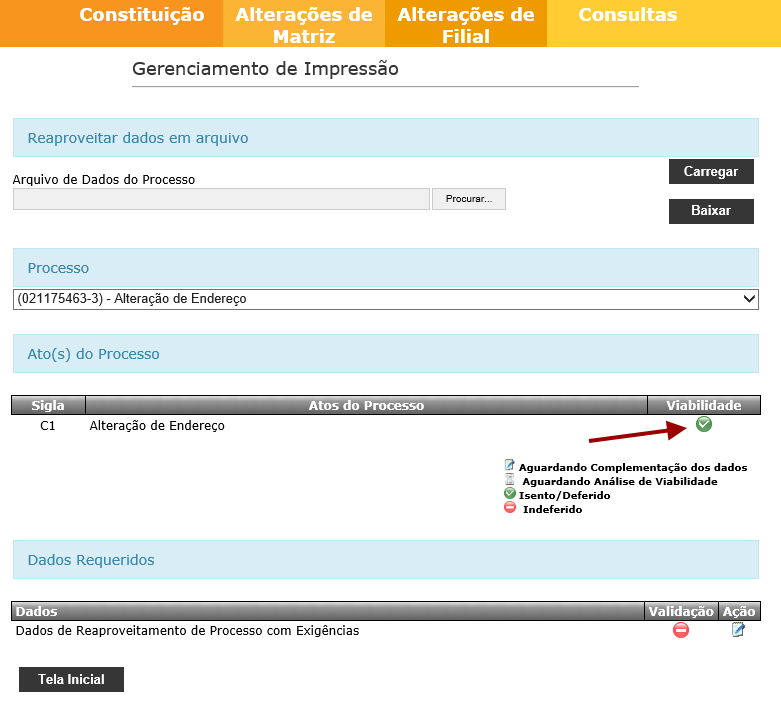 Constituição
Alterações de
Matriz
Alterações de
Filial
Consultas
Gerenciamento de Impressão
Reaproveitar dados em arquivo
Arquivo de Dados do Processo
Procurar...
Carregar
Baixar
Processo
(021175463-3) - Alteração de Endereço
Ato(s) do Processo
Sigla Atos do Processo Viabilidade
C1 Alteração de Endereço
Aguardando Complementação dos dados
Aguardando Análise de Viabilidade
Isento/Deferido
Indeferido
Dados Requeridos
Dados Validação Ação
Dados de Reaproveitamento de Processo com Exigências
Tela Inicial